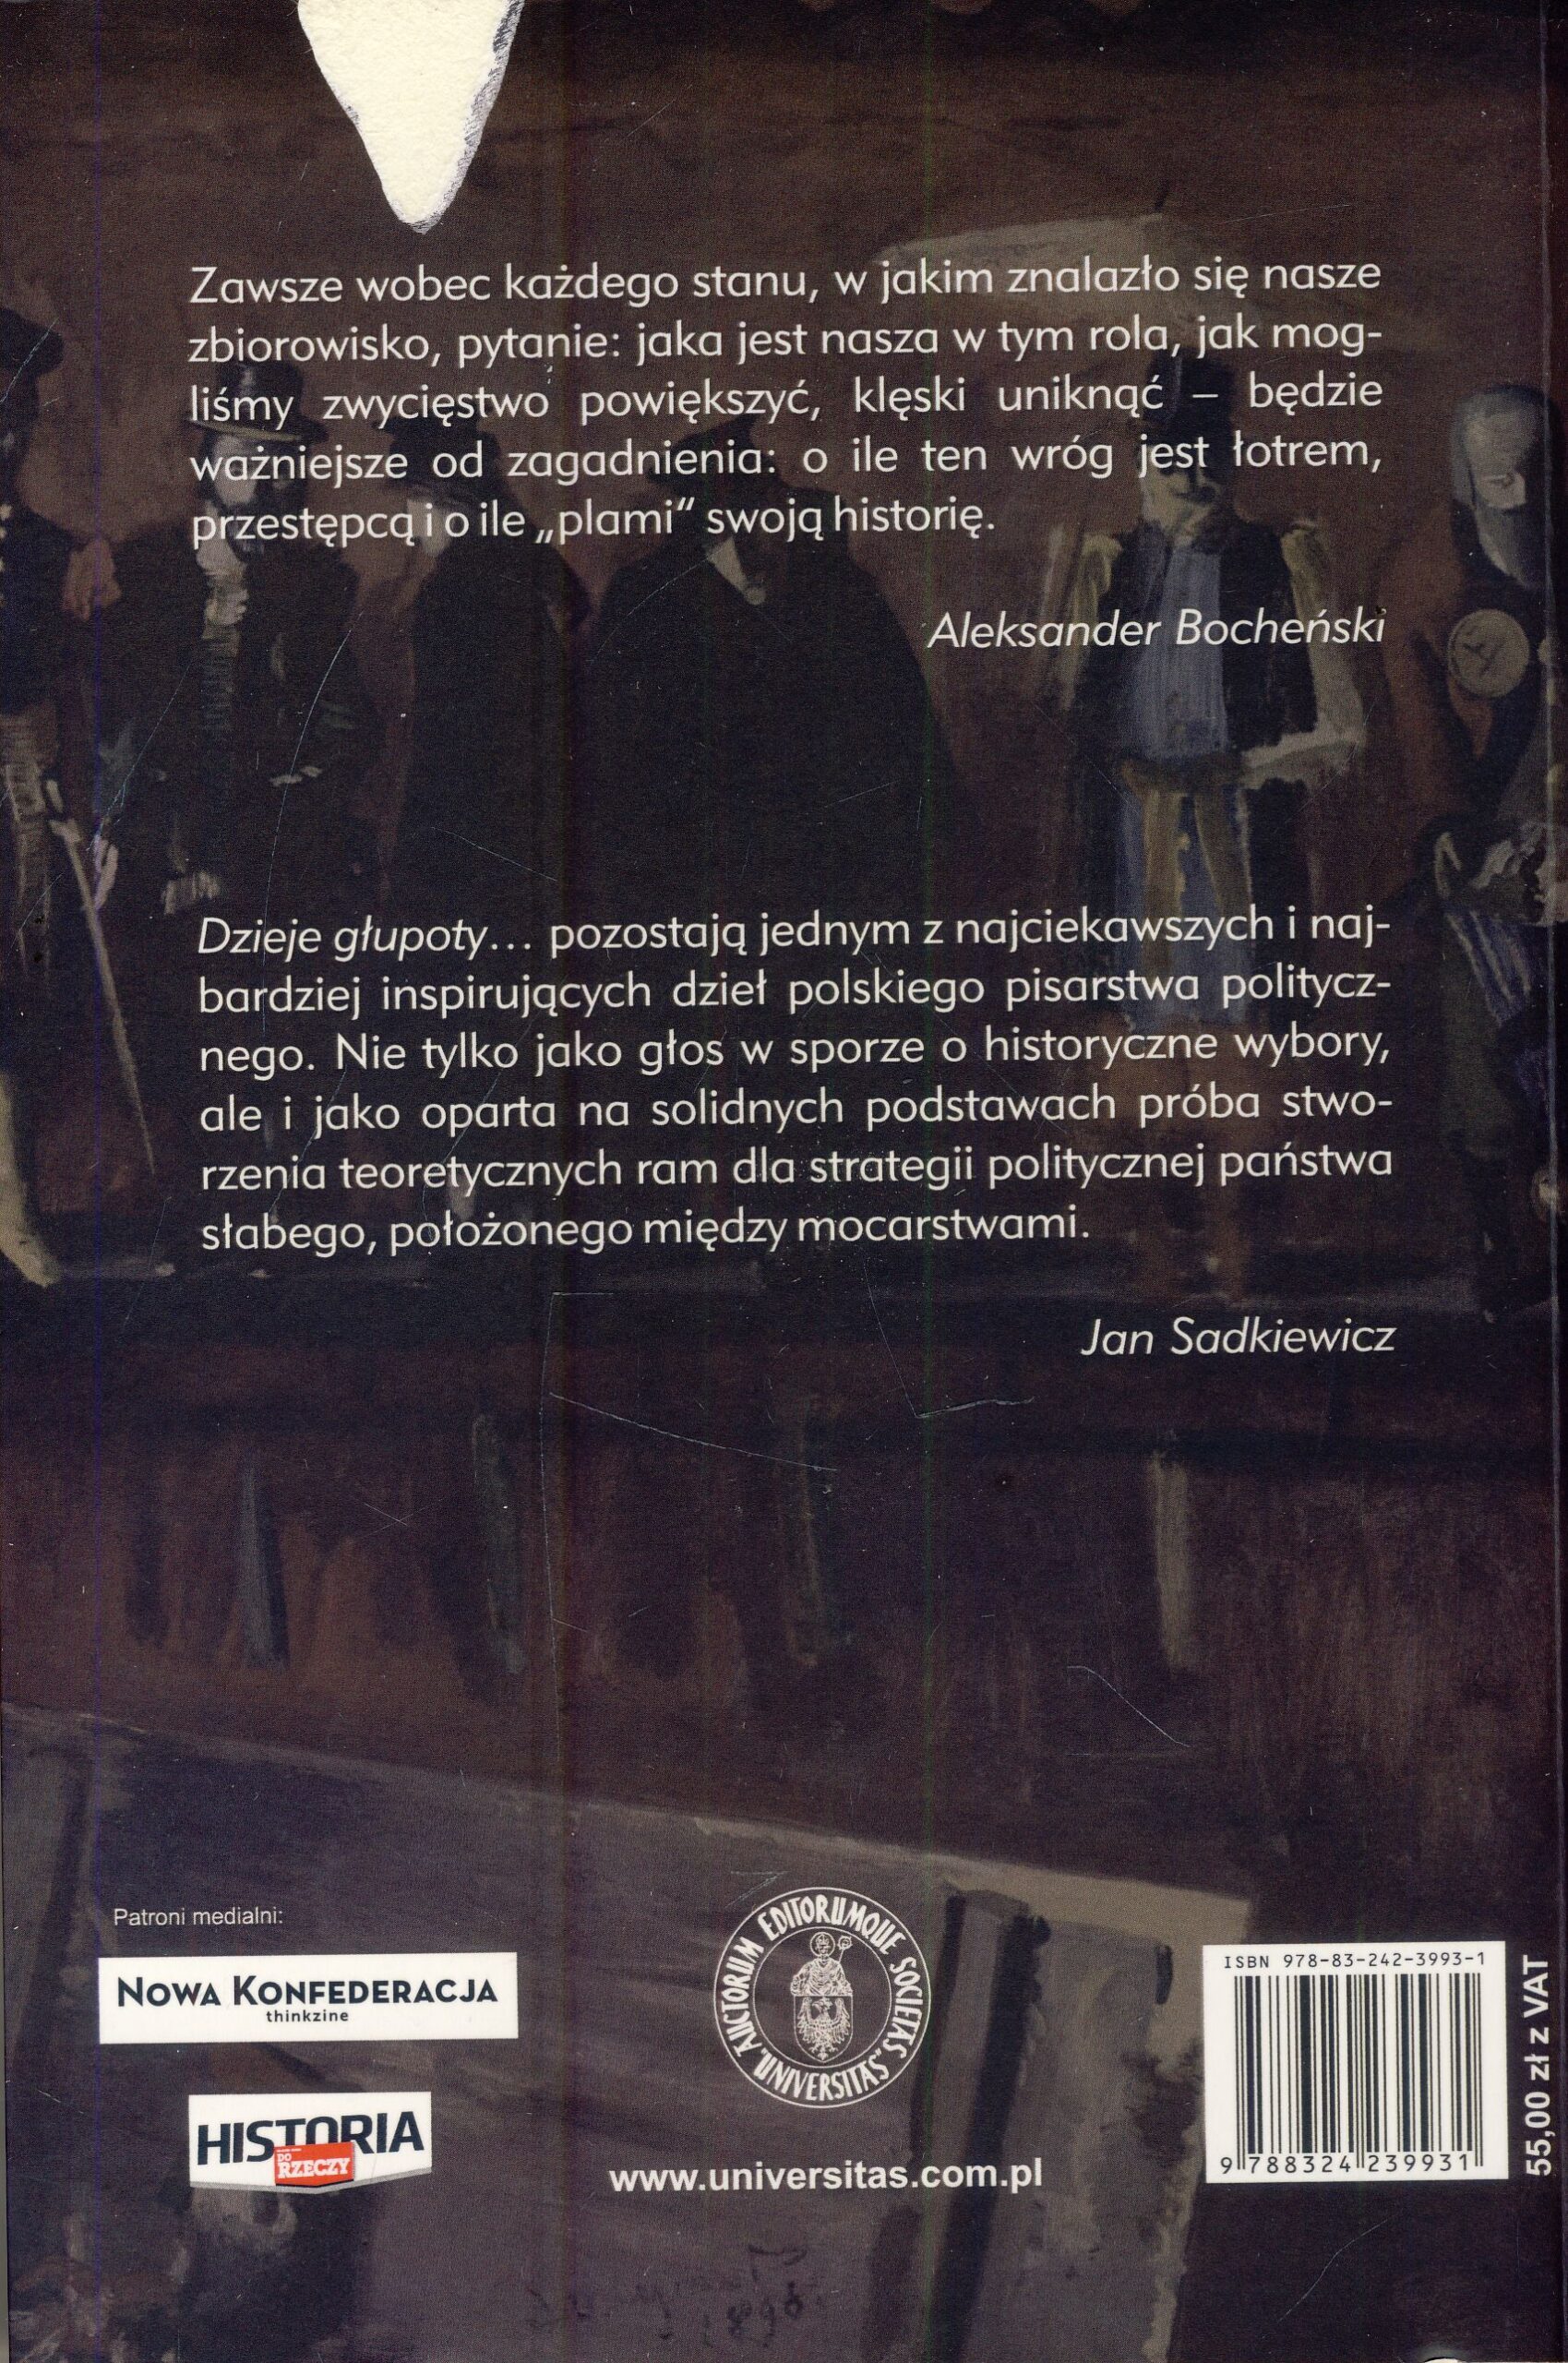 Zawsze wobec każdego stanu, w jakim znalazło się nasze
zbiorowisko, pytanie: jaka jest nasza w tym rola, jak mog-
liśmy zwycięstwo powiększyć, klęski uniknąć – będzie
ważniejsze od zagadnienia: o ile ten wróg jest łotrem,
przestępcą i o ile „plami" swoją historię.
Aleksander Bocheński
Dzieje głupoty... pozostają jednym z najciekawszych i naj-
bardziej inspirujących dzieł polskiego pisarstwa politycz-
nego. Nie tylko jako głos w sporze o historyczne wybory,
ale i jako oparta na solidnych podstawach próba stwo-
rzenia teoretycznych ram dla strategii politycznej państwa
słabego, położonego między mocarstwami.
Jan Sadkiewicz
Patroni medialni:
NOWA KONFEDERACJA
thinkzine
HISTORIA
DO
RZECZY
AUCTORUM EDITORUMQUE SOCIETAS "UNIVERSITAS"
www.universitas.com.pl
ISBN 978-83-242-3993-1
9 788324 239931
55,00 zł z VAT